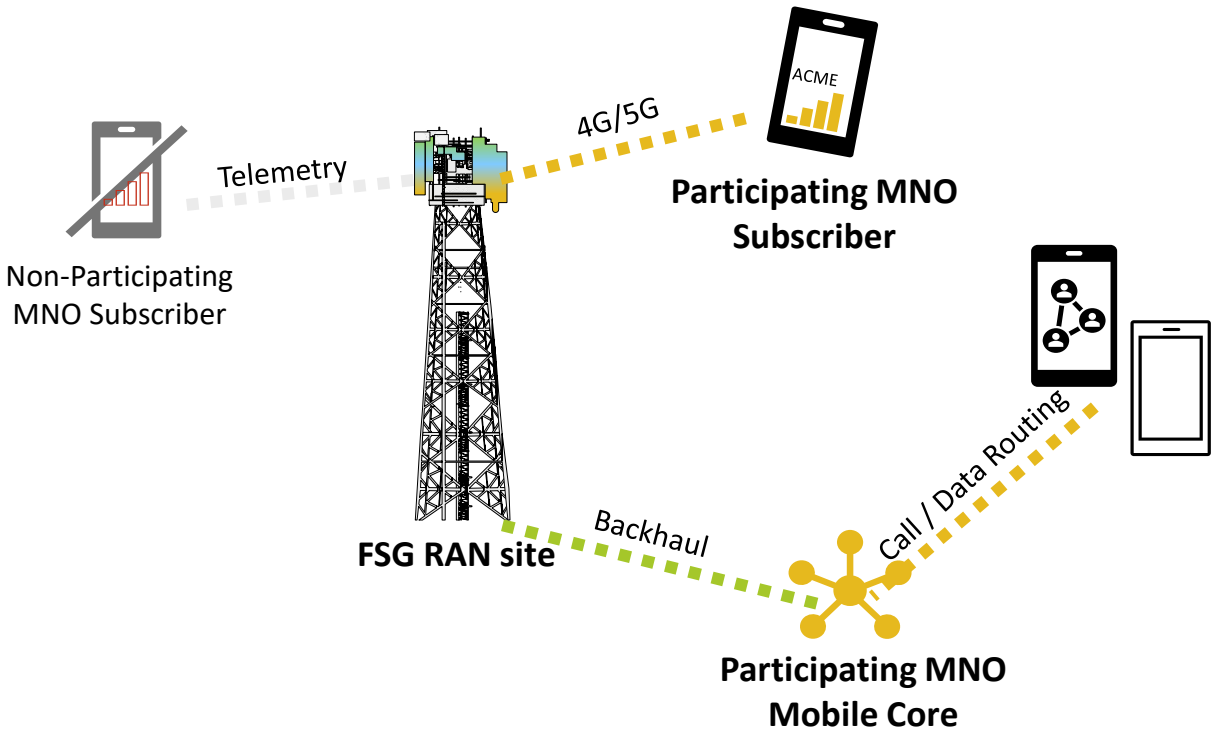 ACME
4G/5G
Participating MNO
Subscriber
Telemetry
Non-Participating
MNO Subscriber
FSG RAN site
Backhaul
Call / Data Routing
Participating MNO
Mobile Core